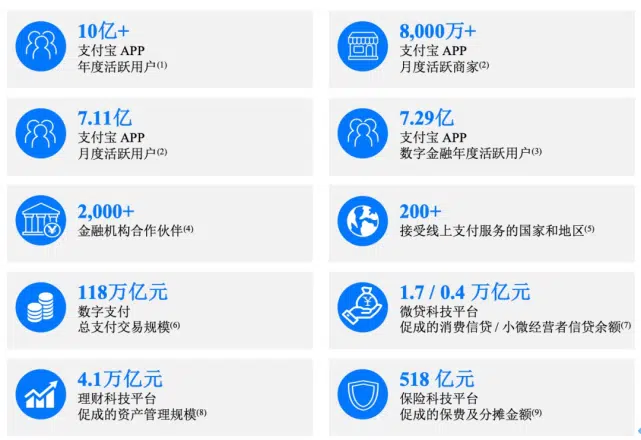 10亿+
支付宝 APP
年度活跃用户(1)
8,000万+
支付宝 APP
月度活跃商家(2)
7.11亿
支付宝 APP
月度活跃用户(2)
7.29亿
支付宝 APP
数字金融年度活跃用户(3)
2,000+
金融机构合作伙伴(4)
200+
接受线上支付服务的国家和地区(5)
118万亿元
数字支付
总支付交易规模(6)
1.7 / 0.4 万亿元
微贷科技平台
促成的消费信贷 / 小微经营者信贷余额(7)
4.1万亿元
理财科技平台
促成的资产管理规模(8)
518 亿元
保险科技平台
促成的保费及分摊金额(9)